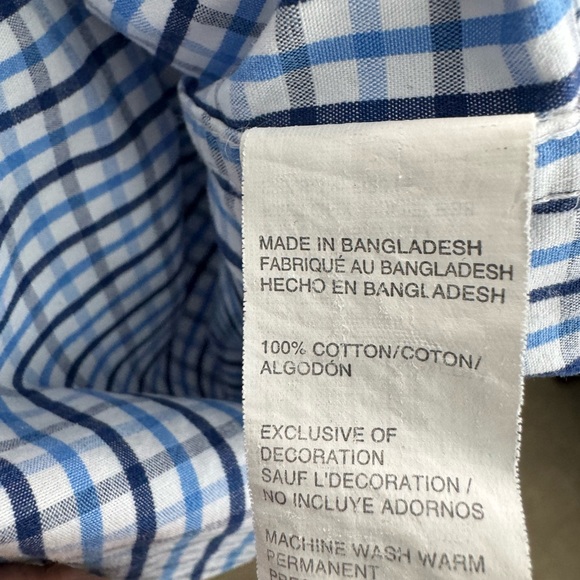 MADE IN BANGLADESH
FABRIQUÉ AU BANGLADESH
HECHO EN BANGLADESH
100% COTTON/COTON/
ALGODÓN
EXCLUSIVE OF
DECORATION
SAUF L'DECORATION /
NO INCLUYE ADORNOS
MACHINE WASH WARM
PERMANENT